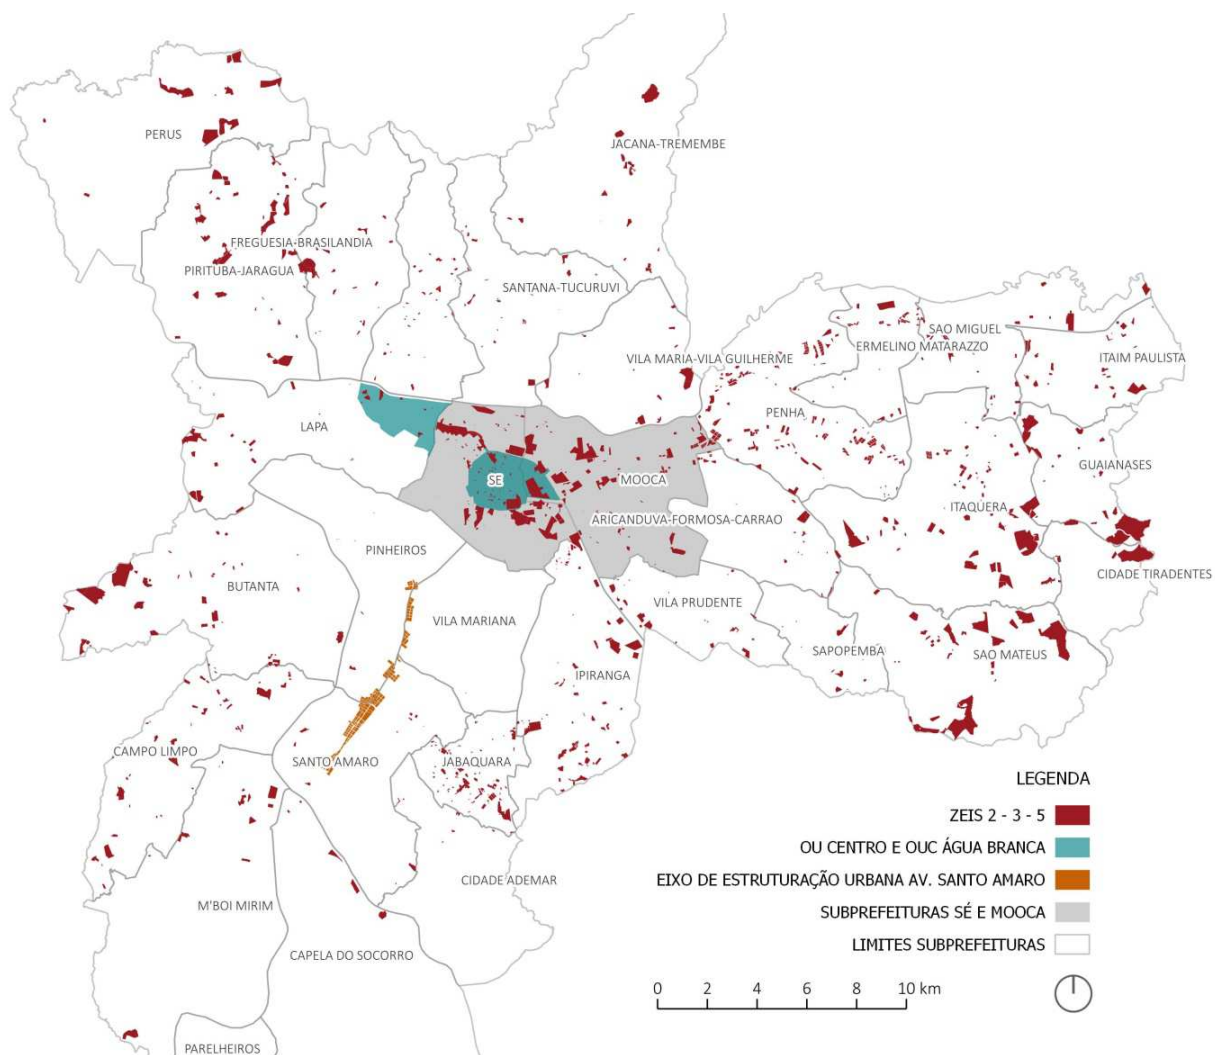 PERUS
JACANA-TREMEMBE
FREGUESIA-BRASILANDIA
PIRITUBA-JARAGUA
SANTANA-TUCURUVI
SAO MIGUEL
ERMELINO MATARAZZO
VILA MARIA-VILA GUILHERME
ITAIM PAULISTA
PENHA
LAPA
GUAIANASES
SE
MOOCA
ITAQUERA
ARICANDUVA-FORMOSA-CARRAO
PINHEIROS
CIDADE TIRADENTES
BUTANTA
VILA PRUDENTE
VILA MARIANA
SAPOPEMBA
SAO MATEUS
IPIRANGA
CAMPO LIMPO
SANTO AMARO
JABAQUARA
CIDADE ADEMAR
M'BOI MIRIM
CAPELA DO SOCORRO
PARELHEIROS
LEGENDA
ZEIS 2 - 3 - 5
OU CENTRO E OUC ÁGUA BRANCA
EIXO DE ESTRUTURAÇÃO URBANA AV. SANTO AMARO
SUBPREFEITURAS SÉ E MOOCA
LIMITES SUBPREFEITURAS
0 2 4 6 8 10 km